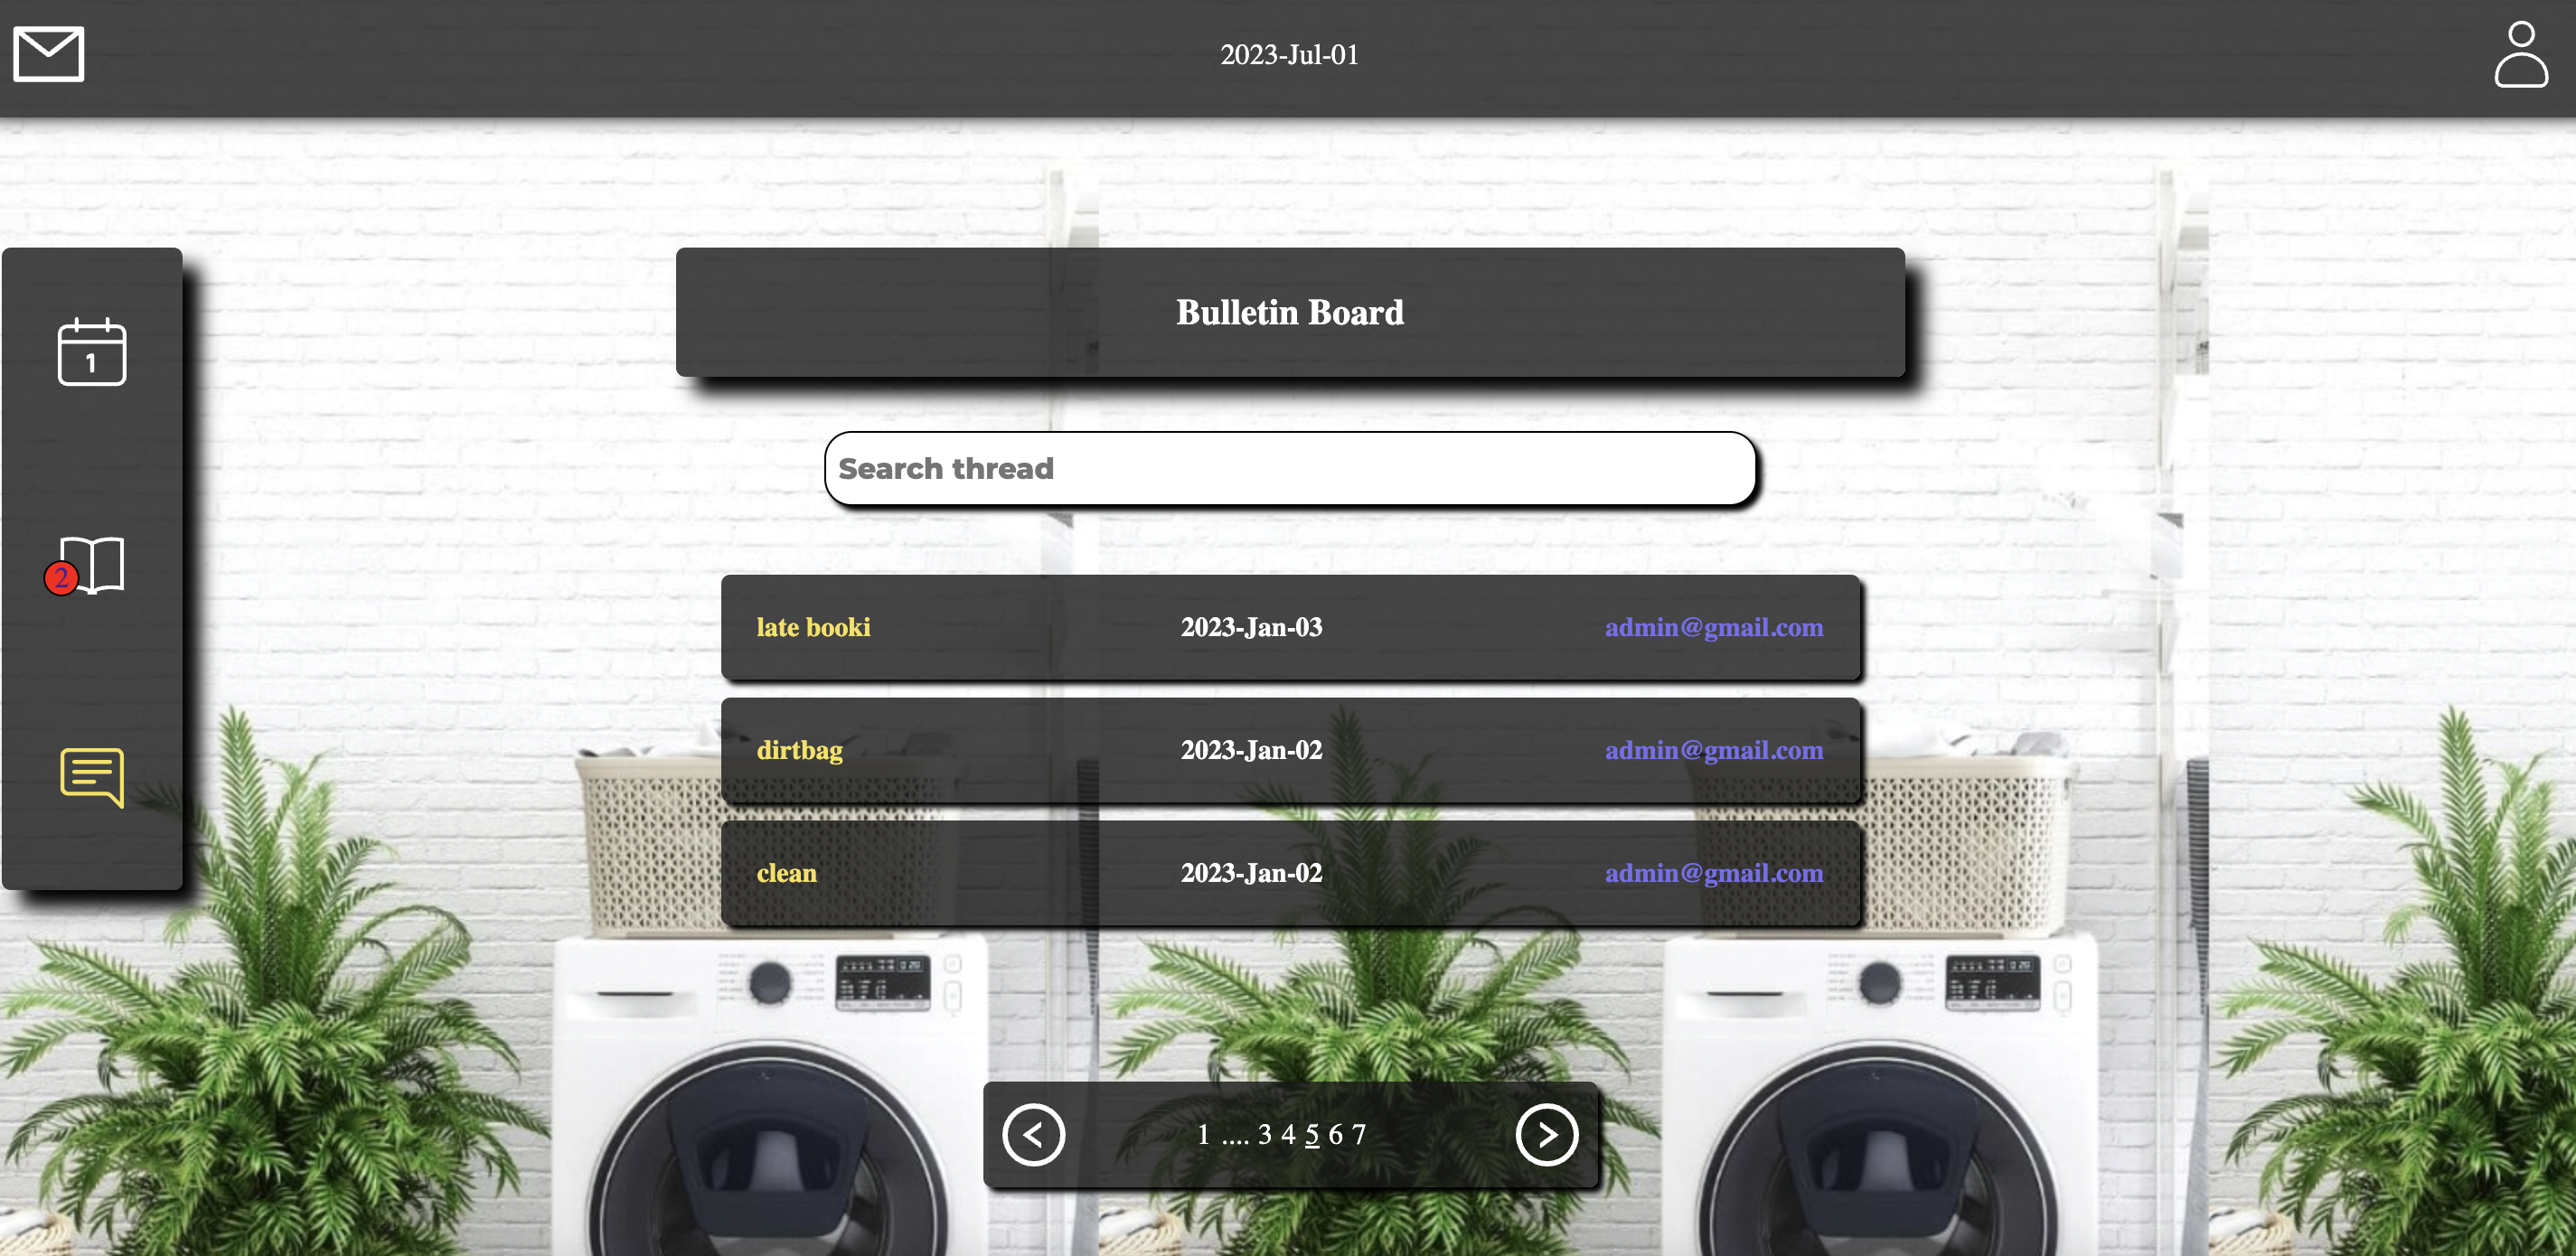 2023-Jul-01
Bulletin Board
1
Search thread
2
late booki 2023-Jan-03 admin@gmail.com
dirtbag 2023-Jan-02 admin@gmail.com
clean 2023-Jan-02 admin@gmail.com
< 1 .... 3 4 5 6 7 >